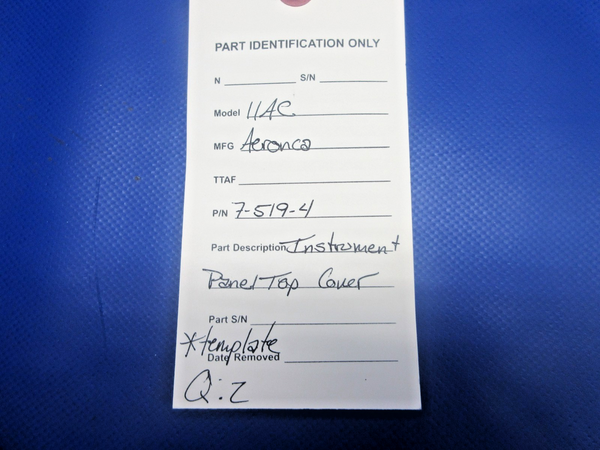 PART IDENTIFICATION ONLY
N S/N
Model 11AC
MFG Aeronca
TTAF
P/N 7-519-4
Part Description Instrument
Panel Top Cover
Part S/N
*template
Date Removed
Q:2